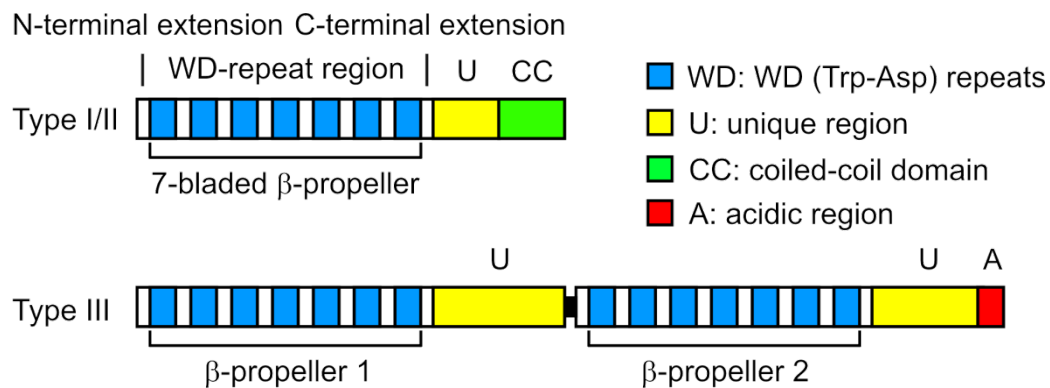 N-terminal extension C-terminal extension
| WD-repeat region | U CC
Type I/II
7-bladed β-propeller
WD: WD (Trp-Asp) repeats
U: unique region
CC: coiled-coil domain
A: acidic region
U U A
Type III
β-propeller 1 β-propeller 2